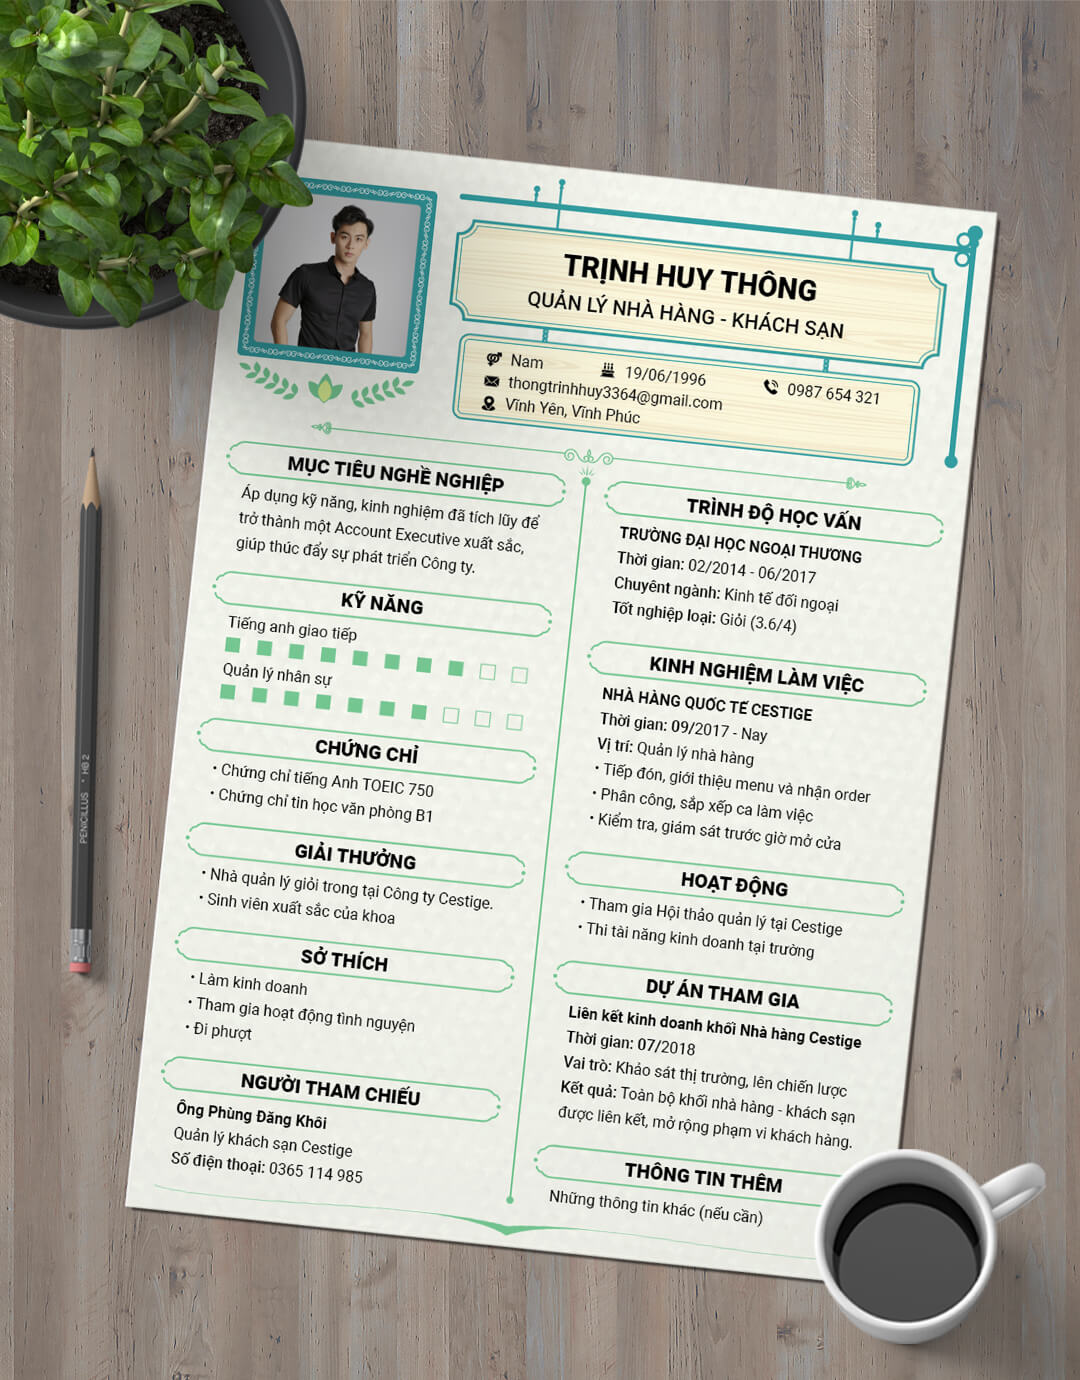 TRỊNH HUY THÔNG
QUẢN LÝ NHÀ HÀNG - KHÁCH SẠN
Nam
19/06/1996
0987 654 321
thongtrinhhuy3364@gmail.com
Vĩnh Yên, Vĩnh Phúc
MỤC TIÊU NGHỀ NGHIỆP
Áp dụng kỹ năng, kinh nghiệm đã tích lũy để
trở thành một Account Executive xuất sắc,
giúp thúc đẩy sự phát triển Công ty.
KỸ NĂNG
Tiếng anh giao tiếp
Quản lý nhân sự
CHỨNG CHỈ
• Chứng chỉ tiếng Anh TOEIC 750
• Chứng chỉ tin học văn phòng B1
GIẢI THƯỞNG
• Nhà quản lý giỏi trong tại Công ty Cestige.
• Sinh viên xuất sắc của khoa
SỞ THÍCH
• Làm kinh doanh
• Tham gia hoạt động tình nguyện
• Đi phượt
NGƯỜI THAM CHIẾU
Ông Phùng Đăng Khôi
Quản lý khách sạn Cestige
Số điện thoại: 0365 114 985
TRÌNH ĐỘ HỌC VẤN
TRƯỜNG ĐẠI HỌC NGOẠI THƯƠNG
Thời gian: 02/2014 - 06/2017
Chuyênt ngành: Kinh tế đối ngoại
Tốt nghiệp loại: Giỏi (3.6/4)
KINH NGHIỆM LÀM VIỆC
NHÀ HÀNG QUỐC TẾ CESTIGE
Thời gian: 09/2017 - Nay
Vị trí: Quản lý nhà hàng
• Tiếp đón, giới thiệu menu và nhận order
• Phân công, sắp xếp ca làm việc
• Kiểm tra, giám sát trước giờ mở cửa
HOẠT ĐỘNG
• Tham gia Hội thảo quản lý tại Cestige
• Thi tài năng kinh doanh tại trường
DỰ ÁN THAM GIA
Liên kết kinh doanh khối Nhà hàng Cestige
Thời gian: 07/2018
Vai trò: Khảo sát thị trường, lên chiến lược
Kết quả: Toàn bộ khối nhà hàng - khách sạn
được liên kết, mở rộng phạm vi khách hàng.
THÔNG TIN THÊM
Những thông tin khác (nếu cần)
PENICILLUS • HB 2